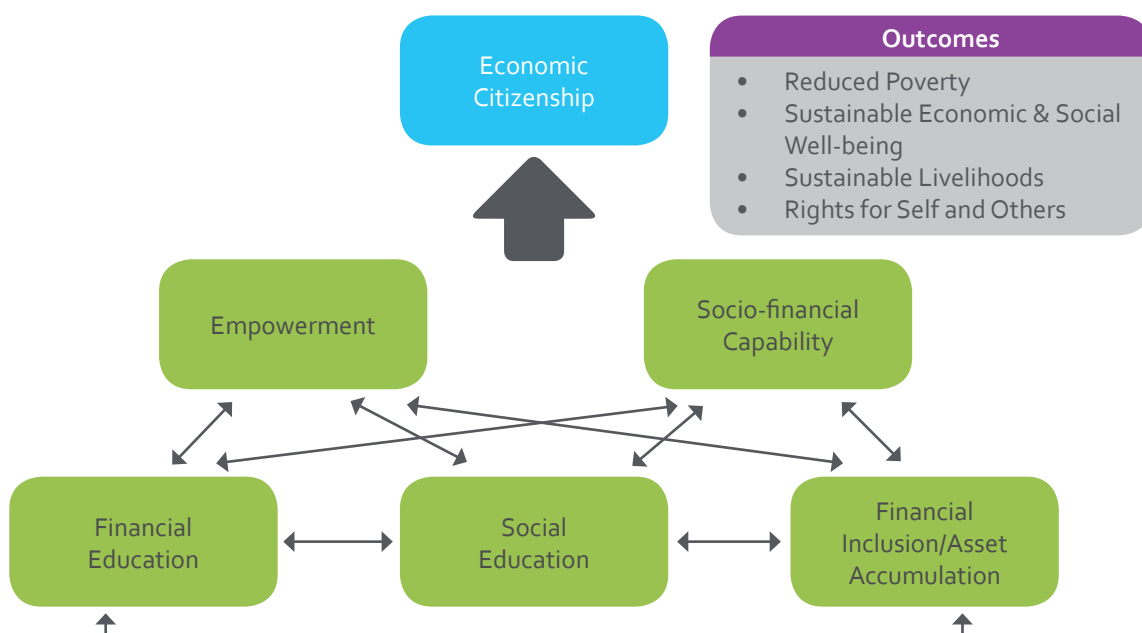 Economic
Citizenship
Outcomes
• Reduced Poverty
• Sustainable Economic & Social
Well-being
• Sustainable Livelihoods
• Rights for Self and Others
Empowerment
Socio-financial
Capability
Financial
Education
Social
Education
Financial
Inclusion/Asset
Accumulation